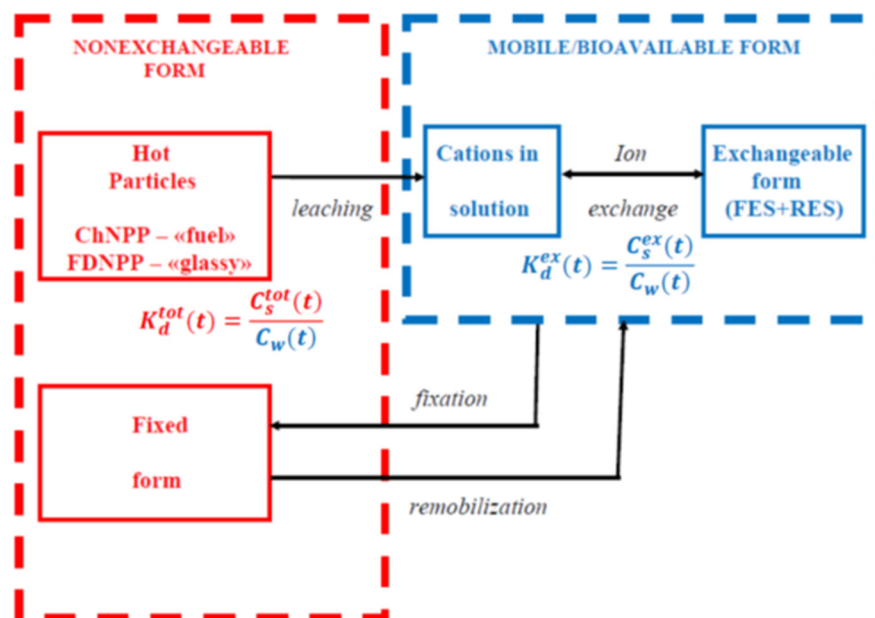 NONEXCHANGEABLE
FORM
MOBILE/BIOAVAILABLE FORM
Hot
Particles
ChNPP – «fuel»
FDNPP – «glassy»
leaching
Cations in
solution
Ion
exchange
Exchangeable
form
(FES+RES)
K_d^{ex}(t) = C_s^{ex}(t) / C_w(t)
K_d^{tot}(t) = C_s^{tot}(t) / C_w(t)
fixation
Fixed
form
remobilization